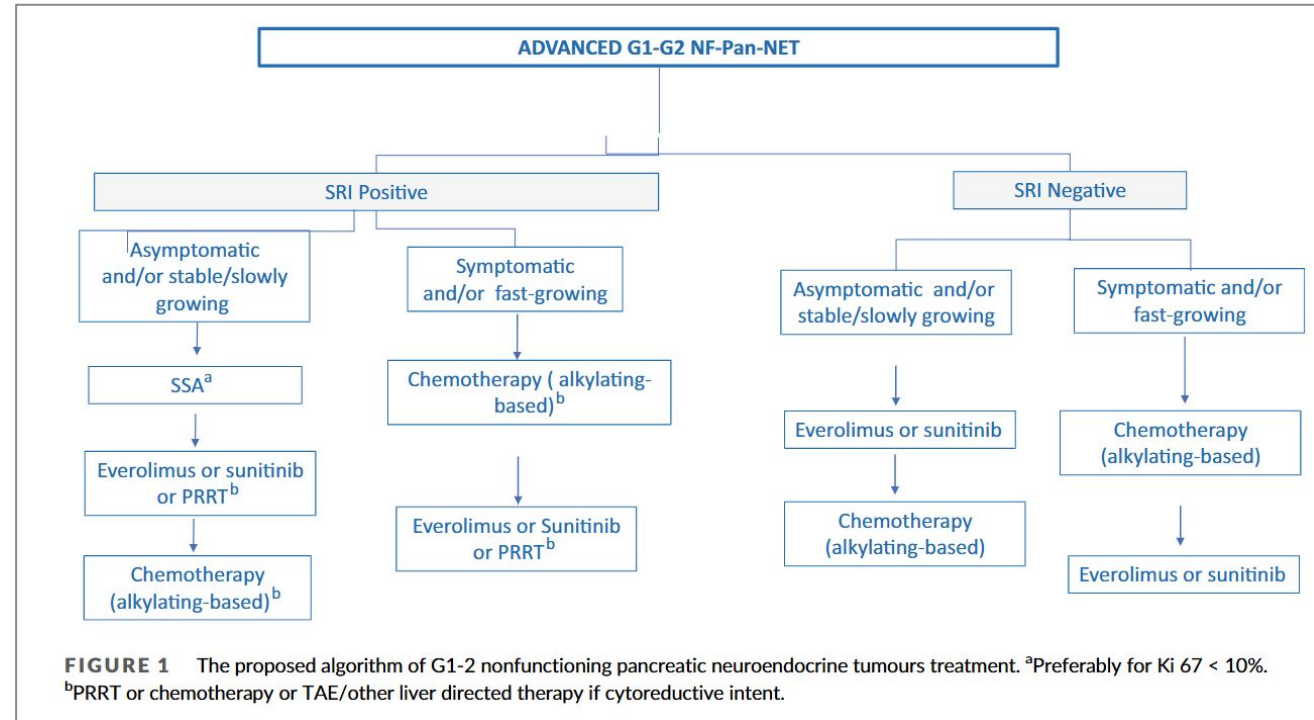 ADVANCED G1-G2 NF-Pan-NET
SRI Positive
SRI Negative
Asymptomatic
and/or stable/slowly
growing
Symptomatic
and/or fast-growing
Asymptomatic and/or
stable/slowly growing
Symptomatic and/or
fast-growing
SSAa
Chemotherapy ( alkylating-
based)b
Everolimus or sunitinib
Chemotherapy
(alkylating-based)
Everolimus or sunitinib
or PRRTb
Everolimus or Sunitinib
or PRRTb
Chemotherapy
(alkylating-based)
Everolimus or sunitinib
Chemotherapy
(alkylating-based)b
FIGURE 1 The proposed algorithm of G1-2 nonfunctioning pancreatic neuroendocrine tumours treatment. aPreferably for Ki 67 < 10%.
bPRRT or chemotherapy or TAE/other liver directed therapy if cytoreductive intent.